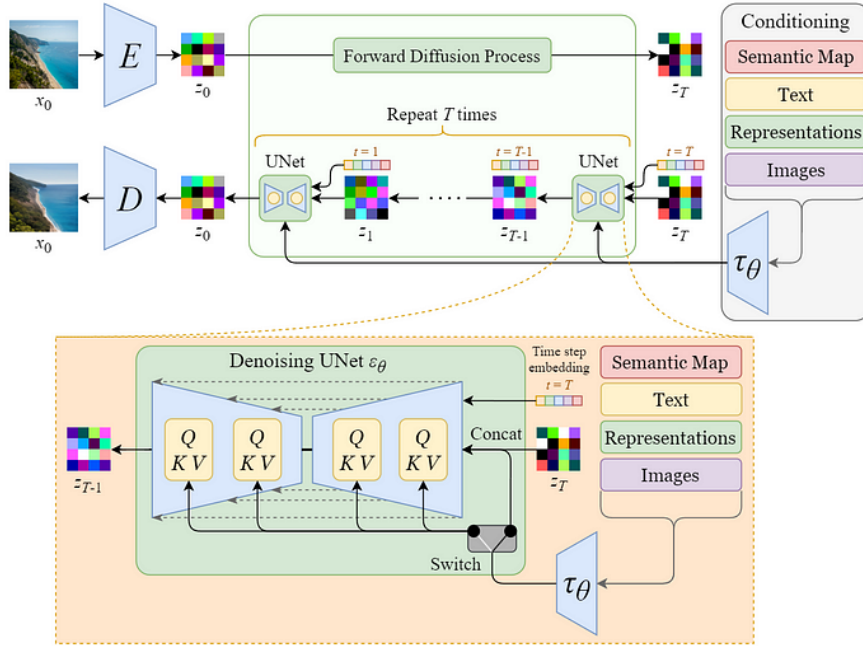 Conditioning
E
Forward Diffusion Process
Semantic Map
x0
z0
zT
Text
Repeat T times
Representations
UNet
t = 1
t = T-1
UNet
t = T
Images
D
x0
z0
z1
zT-1
zT
τθ
Denoising UNet εθ
Time step
embedding
t = T
Semantic Map
Text
Q
K V
Q
K V
Q
K V
Q
K V
Concat
Representations
Images
zT-1
zT
Switch
τθ